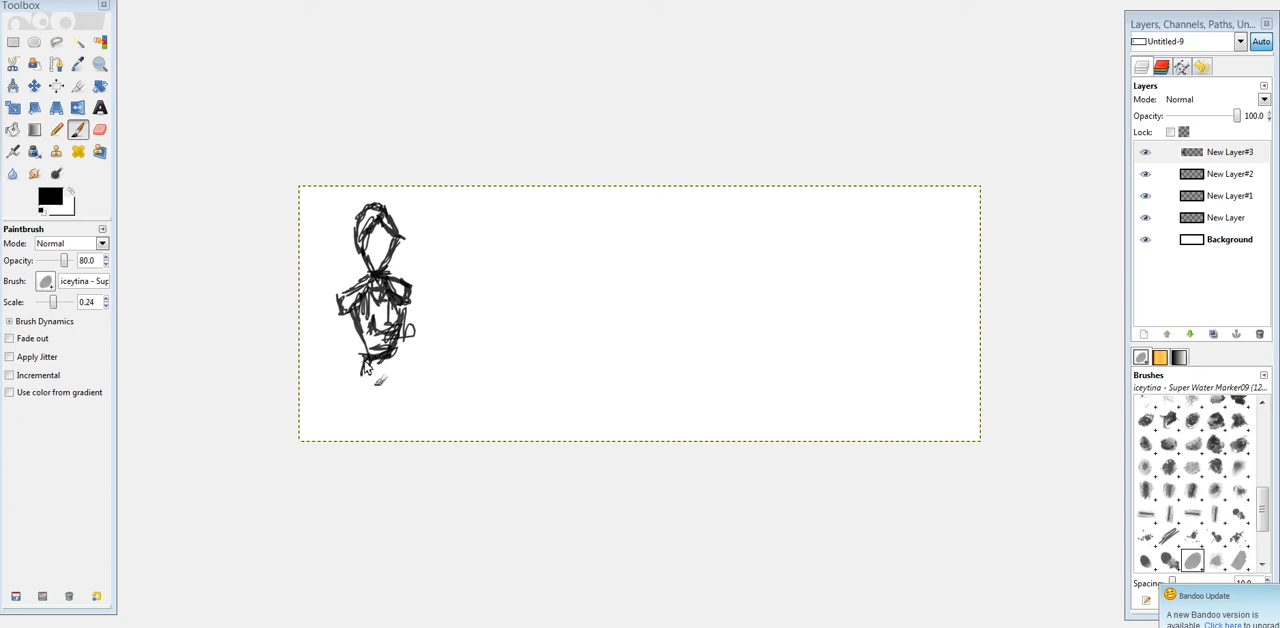 Toolbox
Paintbrush
Mode: Normal
Opacity: 80.0
Brush: iceytina - Sup
Scale: 0.24
Brush Dynamics
Fade out
Apply Jitter
Incremental
Use color from gradient
Layers, Channels, Paths, Un...
Untitled-9 Auto
Layers
Mode: Normal
Opacity: 100.0
Lock:
New Layer#3
New Layer#2
New Layer#1
New Layer
Background
Brushes
iceytina - Super Water Marker09 (12...
Spacing:
Bandoo Update
A new Bandoo version is
available. Click here to upgrad